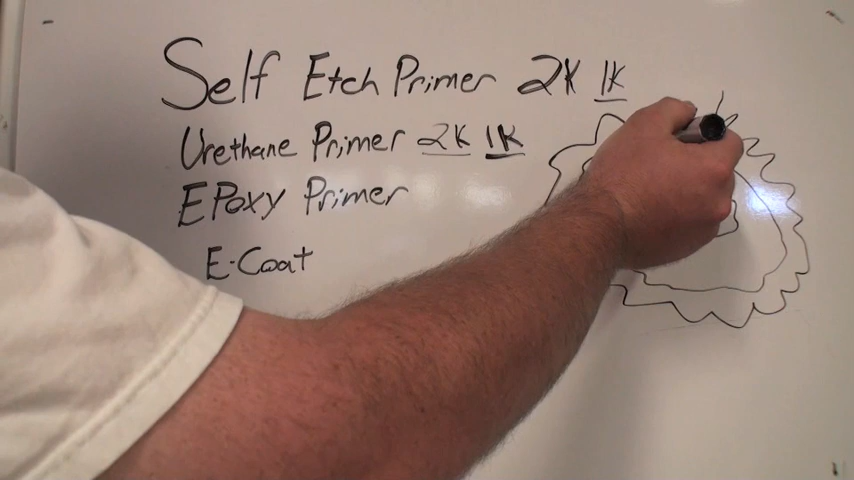 Self Etch Primer 2K 1K
Urethane Primer 2K 1K
EPoxy Primer
E-Coat